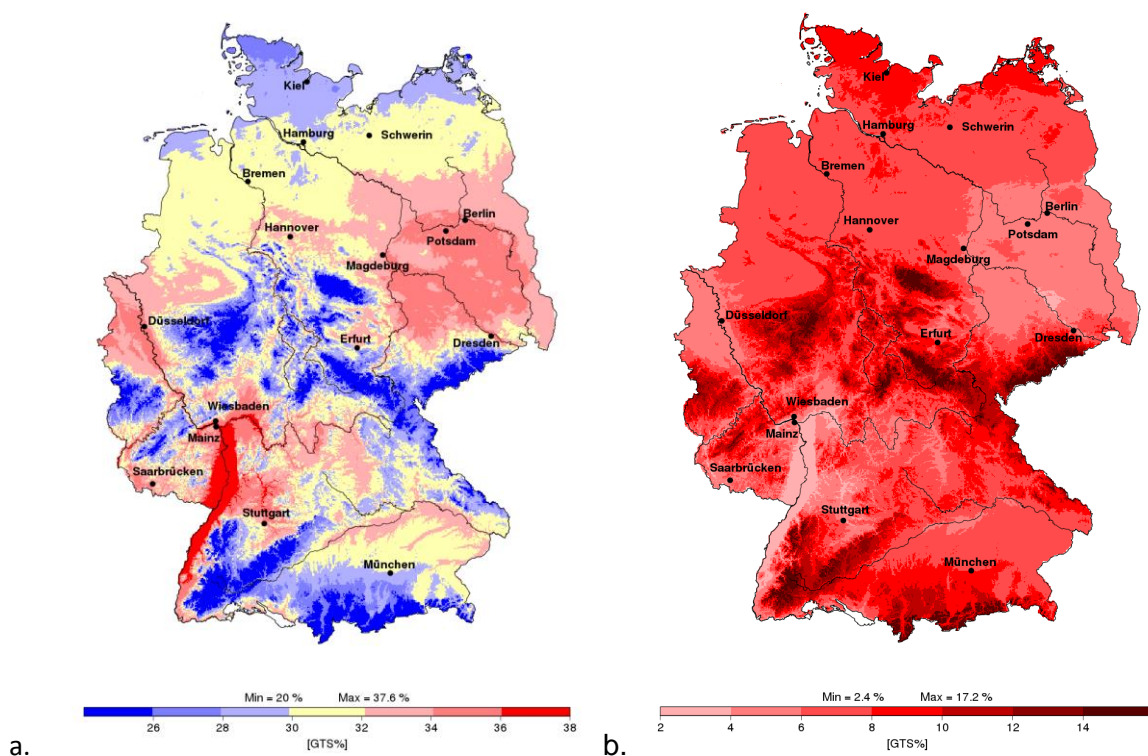 Kiel
Hamburg
Schwerin
Bremen
Berlin
Hannover
Potsdam
Magdeburg
Düsseldorf
Erfurt
Dresden
Wiesbaden
Mainz
Saarbrücken
Stuttgart
München
Min = 20 % Max = 37.6 %
26 28 30 32 34 36 38
[GTS%]
a.
Kiel
Hamburg
Schwerin
Bremen
Berlin
Hannover
Potsdam
Magdeburg
Düsseldorf
Erfurt
Dresden
Wiesbaden
Mainz
Saarbrücken
Stuttgart
München
Min = 2.4 % Max = 17.2 %
2 4 6 8 10 12 14
[GTS%]
b.